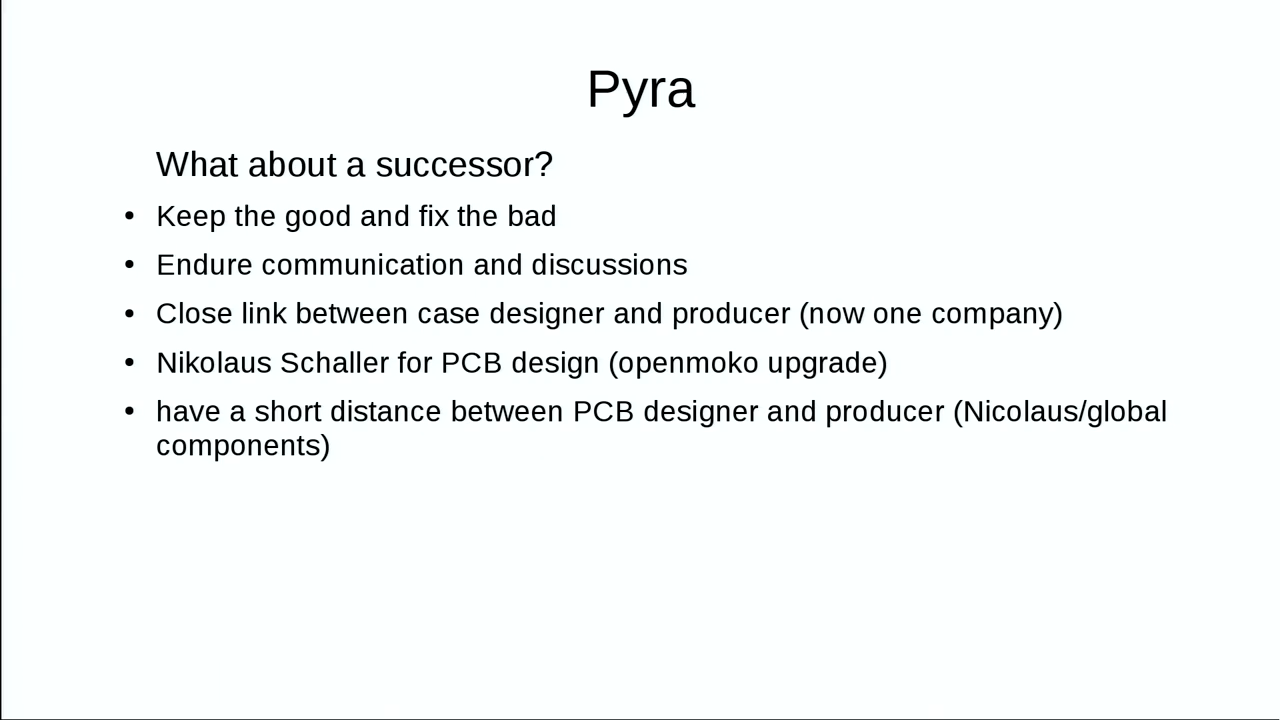 Pyra
What about a successor?
• Keep the good and fix the bad
• Endure communication and discussions
• Close link between case designer and producer (now one company)
• Nikolaus Schaller for PCB design (openmoko upgrade)
• have a short distance between PCB designer and producer (Nicolaus/global
components)